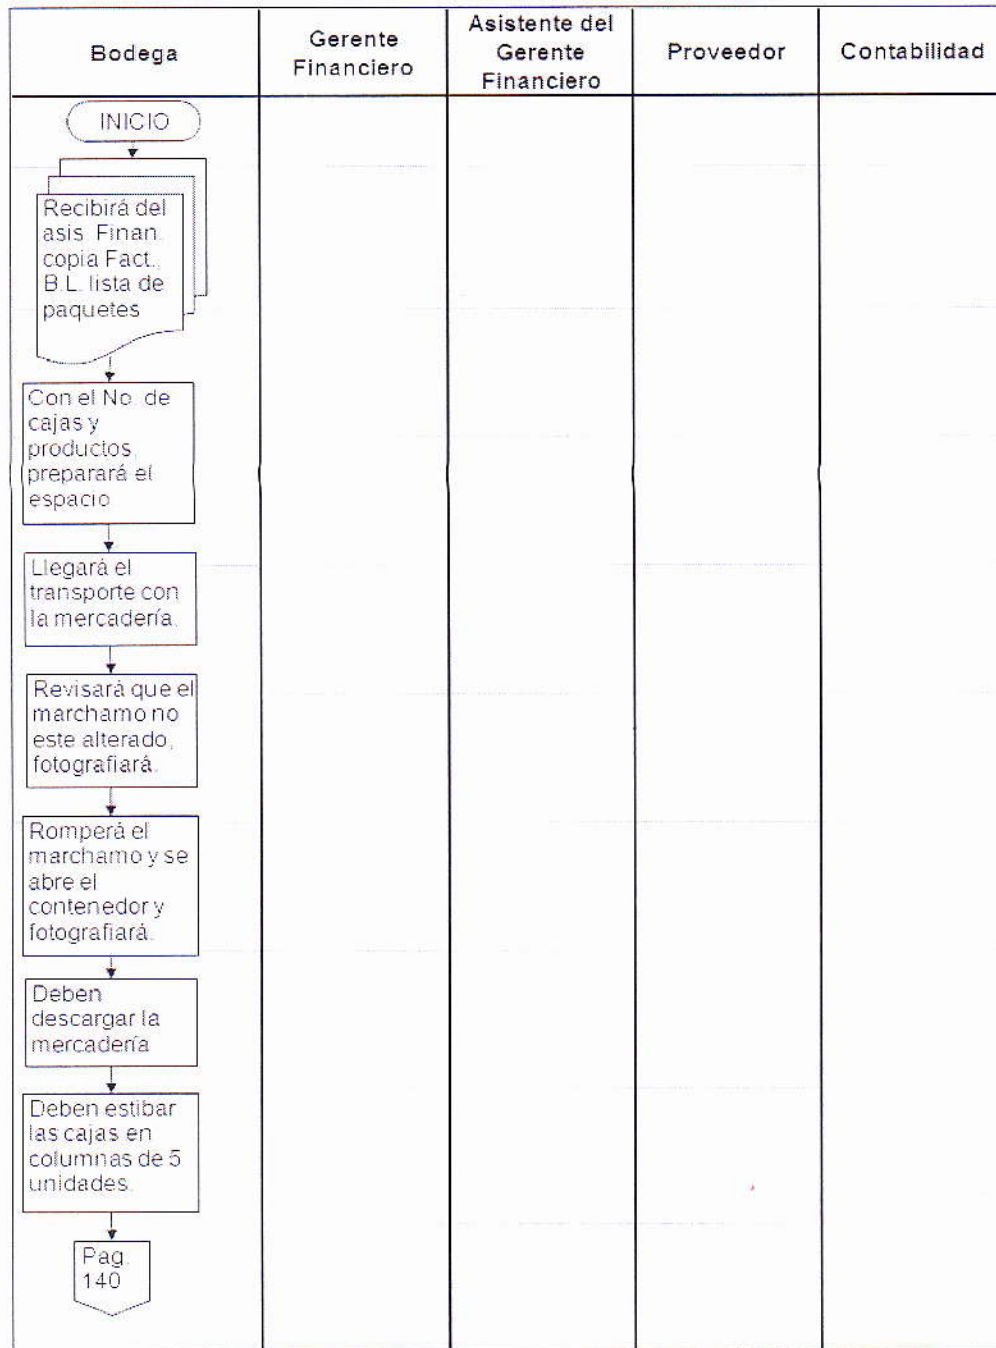 Bodega
Gerente
Financiero
Asistente del
Gerente
Financiero
Proveedor
Contabilidad
INICIO
Recibirá del
asis. Finan.
copia Fact.,
B.L. lista de
paquetes
Con el No. de
cajas y
productos,
preparará el
espacio
Llegará el
transporte con
la mercadería.
Revisará que el
marchamo no
este alterado,
fotografiará.
Romperá el
marchamo y se
abre el
contenedor y
fotografiará.
Deben
descargar la
mercadería
Deben estibar
las cajas en
columnas de 5
unidades.
Pag.
140